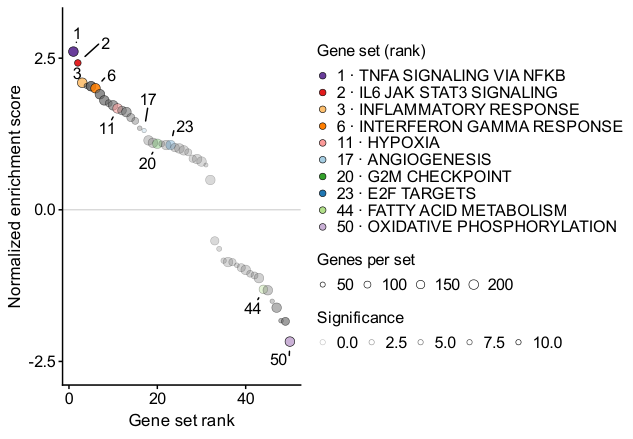 1
2
3
6
11
17
20
23
44
50
2.5
0.0
-2.5
0
20
40
Normalized enrichment score
Gene set rank
Gene set (rank)
1 · TNFA SIGNALING VIA NFKB
2 · IL6 JAK STAT3 SIGNALING
3 · INFLAMMATORY RESPONSE
6 · INTERFERON GAMMA RESPONSE
11 · HYPOXIA
17 · ANGIOGENESIS
20 · G2M CHECKPOINT
23 · E2F TARGETS
44 · FATTY ACID METABOLISM
50 · OXIDATIVE PHOSPHORYLATION
Genes per set
50 100 150 200
Significance
0.0 2.5 5.0 7.5 10.0